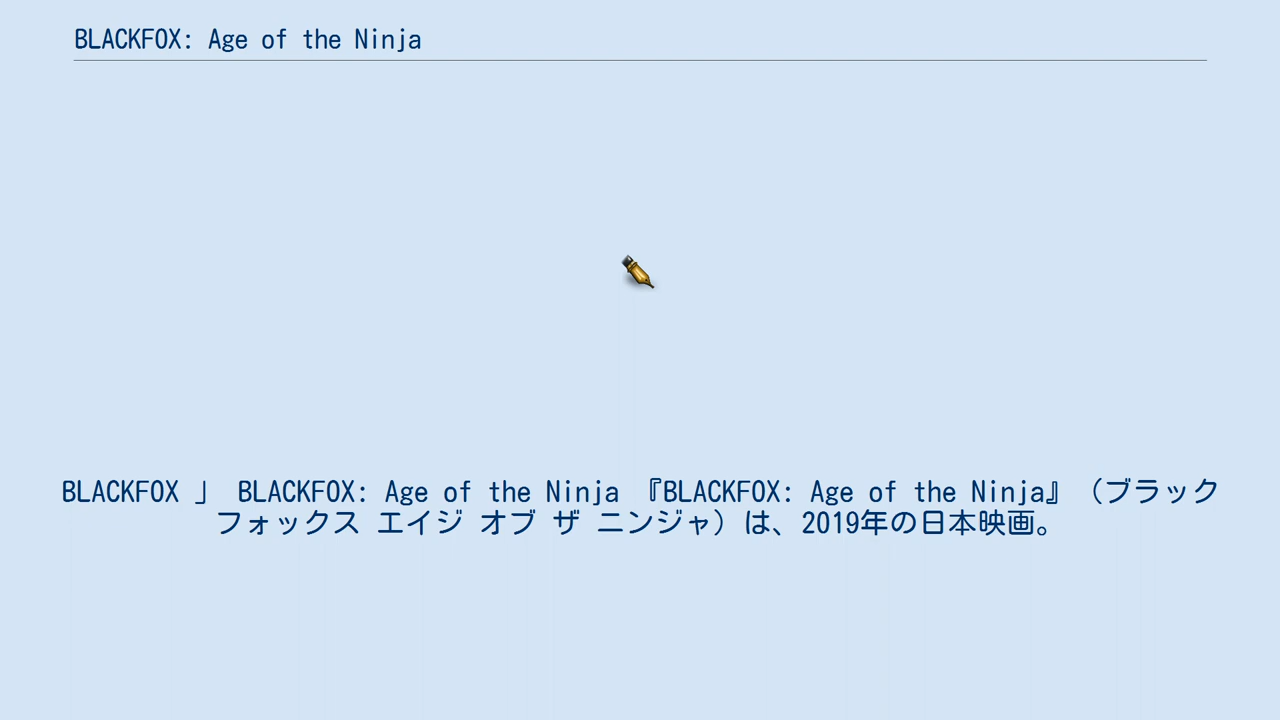 BLACKFOX: Age of the Ninja
BLACKFOX 」 BLACKFOX: Age of the Ninja 『BLACKFOX: Age of the Ninja』（ブラック
フォックス エイジ オブ ザ ニンジャ）は、2019年の日本映画。